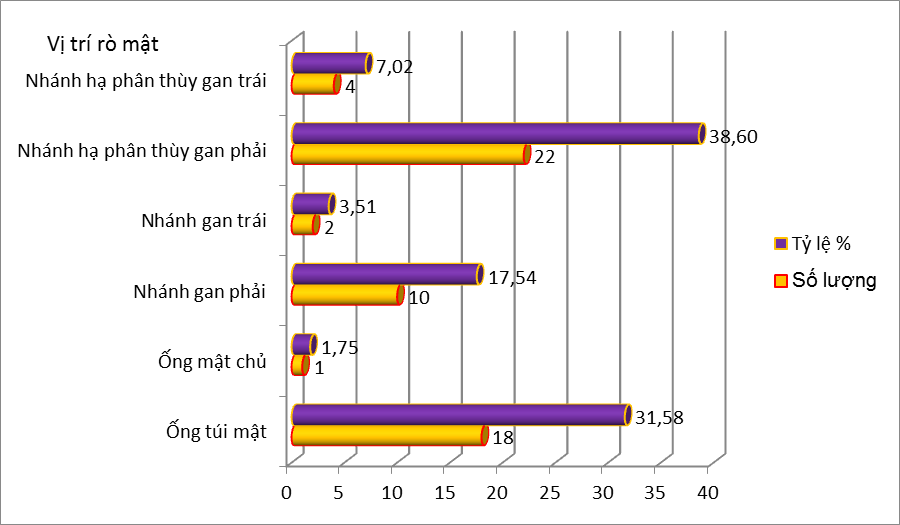 Vị trí rò mật
Nhánh hạ phân thùy gan trái
7,02
4
Nhánh hạ phân thùy gan phải
38,60
22
Nhánh gan trái
3,51
2
Nhánh gan phải
17,54
10
Ống mật chủ
1,75
1
Ống túi mật
31,58
18
0 5 10 15 20 25 30 35 40
Tỷ lệ %
Số lượng